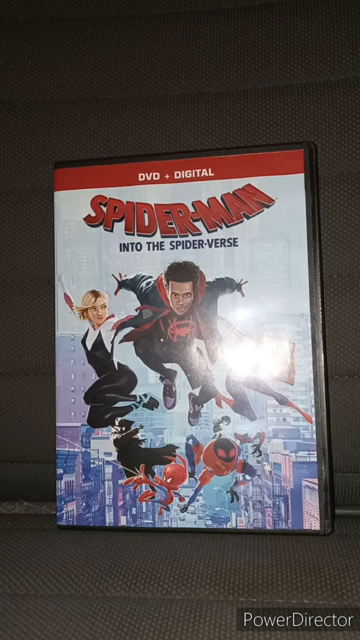 DVD + DIGITAL
SPIDER-MAN
INTO THE SPIDER-VERSE
PowerDirector